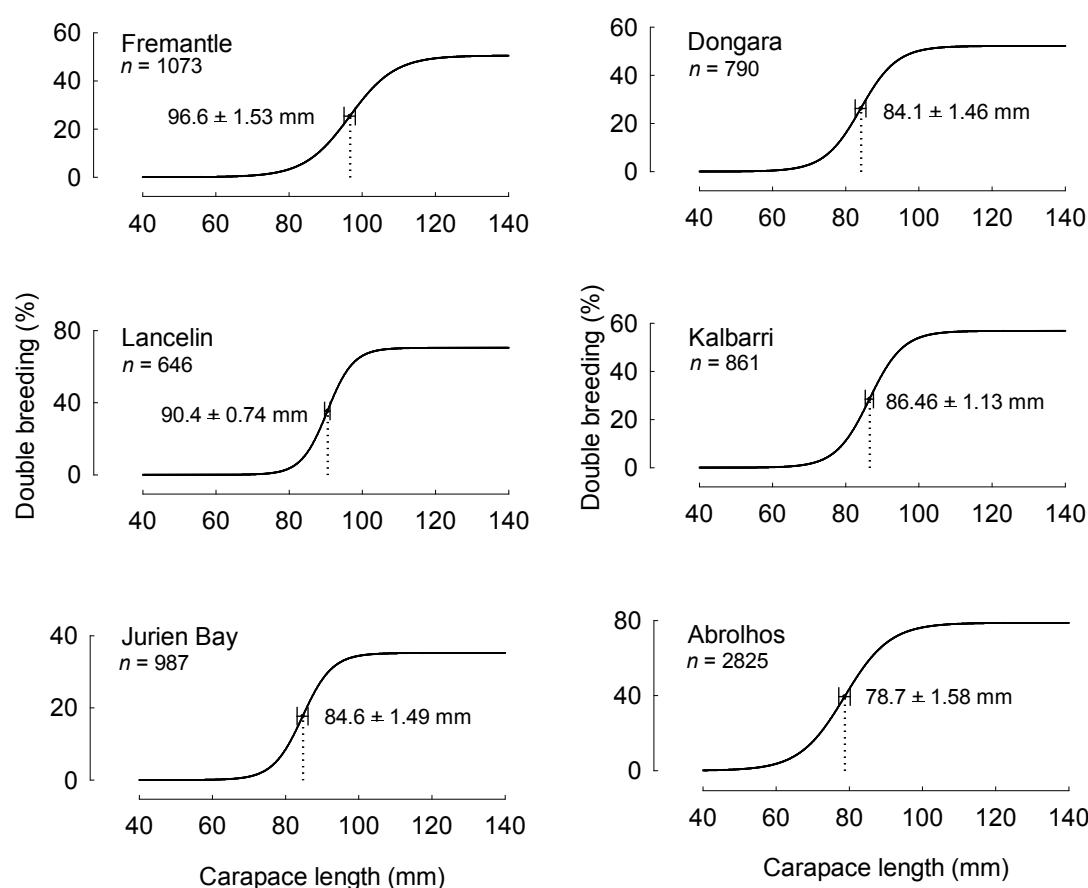 Fremantle
n = 1073
96.6 ± 1.53 mm
60
40
20
0
40 60 80 100 120 140
Dongara
n = 790
84.1 ± 1.46 mm
60
40
20
0
40 60 80 100 120 140
Double breeding (%)
Lancelin
n = 646
90.4 ± 0.74 mm
80
40
0
40 60 80 100 120 140
Double breeding (%)
Kalbarri
n = 861
86.46 ± 1.13 mm
60
40
20
0
40 60 80 100 120 140
Jurien Bay
n = 987
84.6 ± 1.49 mm
40
20
0
40 60 80 100 120 140
Carapace length (mm)
Abrolhos
n = 2825
78.7 ± 1.58 mm
80
40
0
40 60 80 100 120 140
Carapace length (mm)